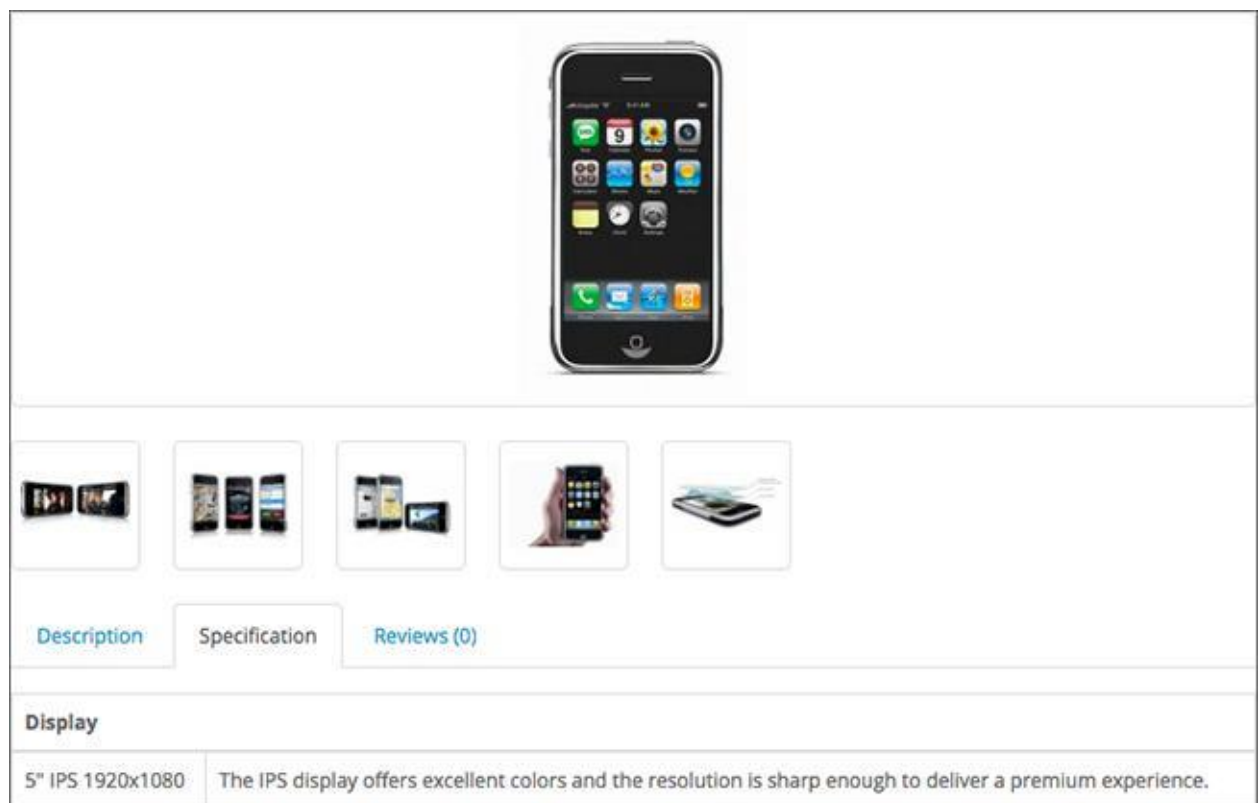 9
Description
Specification
Reviews (0)
Display
5" IPS 1920x1080
The IPS display offers excellent colors and the resolution is sharp enough to deliver a premium experience.